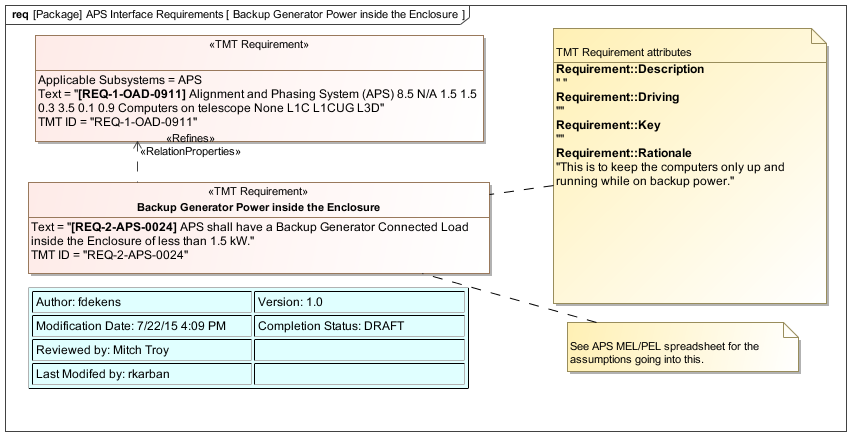 req [Package] APS Interface Requirements [ Backup Generator Power inside the Enclosure ]
«TMT Requirement»
Applicable Subsystems = APS
Text = "[REQ-1-OAD-0911] Alignment and Phasing System (APS) 8.5 N/A 1.5 1.5
0.3 3.5 0.1 0.9 Computers on telescope None L1C L1CUG L3D"
TMT ID = "REQ-1-OAD-0911"
«Refines»
«RelationProperties»
«TMT Requirement»
Backup Generator Power inside the Enclosure
Text = "[REQ-2-APS-0024] APS shall have a Backup Generator Connected Load
inside the Enclosure of less than 1.5 kW."
TMT ID = "REQ-2-APS-0024"
TMT Requirement attributes
Requirement::Description
" "
Requirement::Driving
""
Requirement::Key
""
Requirement::Rationale
"This is to keep the computers only up and
running while on backup power."
Author: fdekens
Version: 1.0
Modification Date: 7/22/15 4:09 PM
Completion Status: DRAFT
Reviewed by: Mitch Troy
Last Modifed by: rkarban
See APS MEL/PEL spreadsheet for the
assumptions going into this.